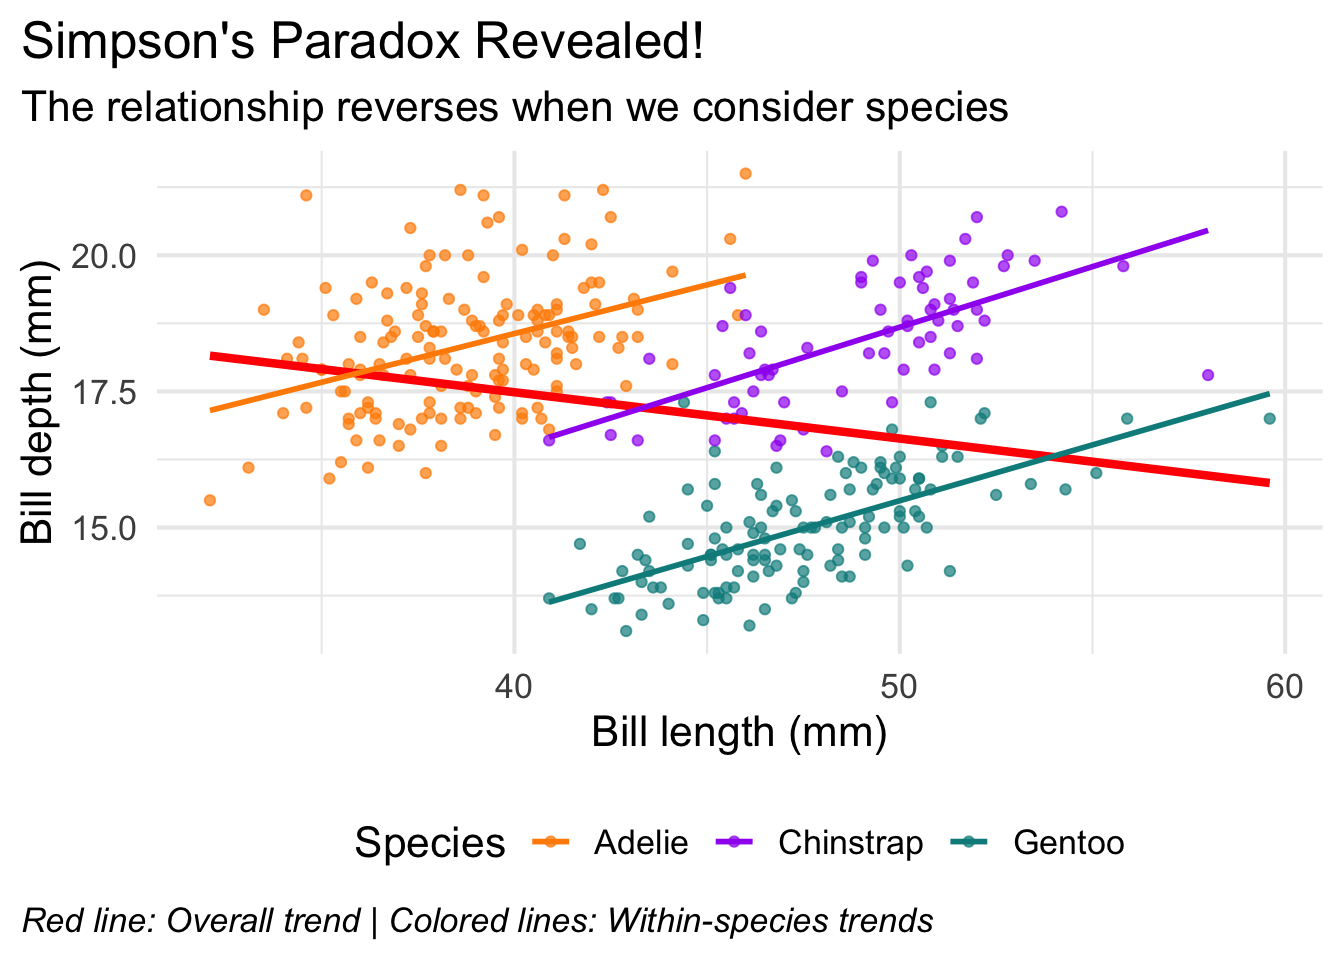 Simpson's Paradox Revealed!
The relationship reverses when we consider species
Bill depth (mm)
20.0
17.5
15.0
40 50 60
Bill length (mm)
Species Adelie Chinstrap Gentoo
Red line: Overall trend | Colored lines: Within-species trends